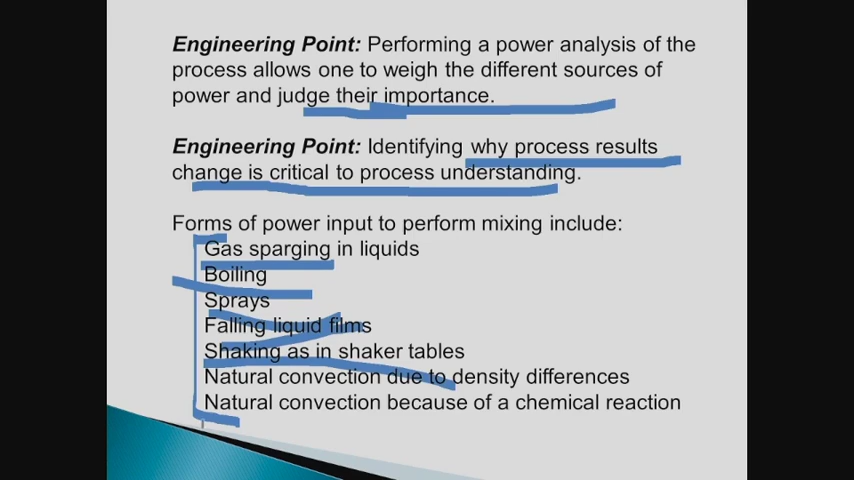 Engineering Point: Performing a power analysis of the
process allows one to weigh the different sources of
power and judge their importance.
Engineering Point: Identifying why process results
change is critical to process understanding.
Forms of power input to perform mixing include:
Gas sparging in liquids
Boiling
Sprays
Falling liquid films
Shaking as in shaker tables
Natural convection due to density differences
Natural convection because of a chemical reaction